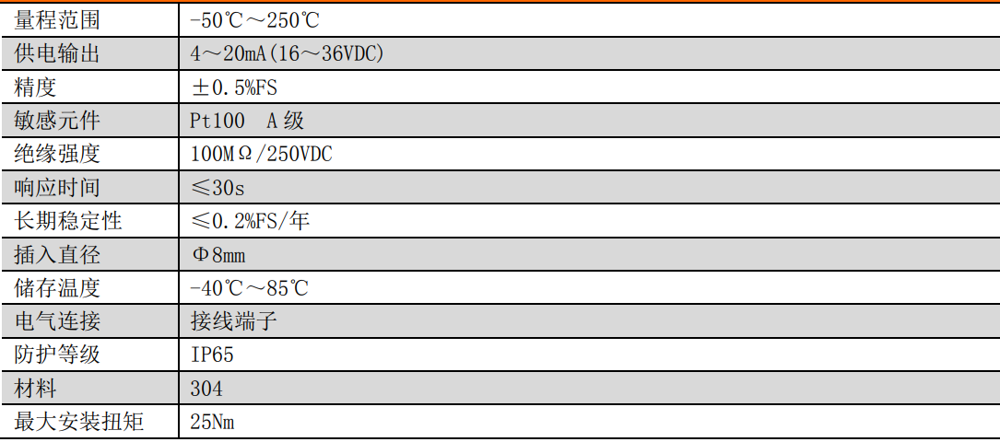 量程范围 -50℃～250℃
供电输出 4～20mA(16～36VDC)
精度 ±0.5%FS
敏感元件 Pt100 A 级
绝缘强度 100MΩ/250VDC
响应时间 ≤30s
长期稳定性 ≤0.2%FS/年
插入直径 Φ8mm
储存温度 -40℃～85℃
电气连接 接线端子
防护等级 IP65
材料 304
最大安装扭矩 25Nm